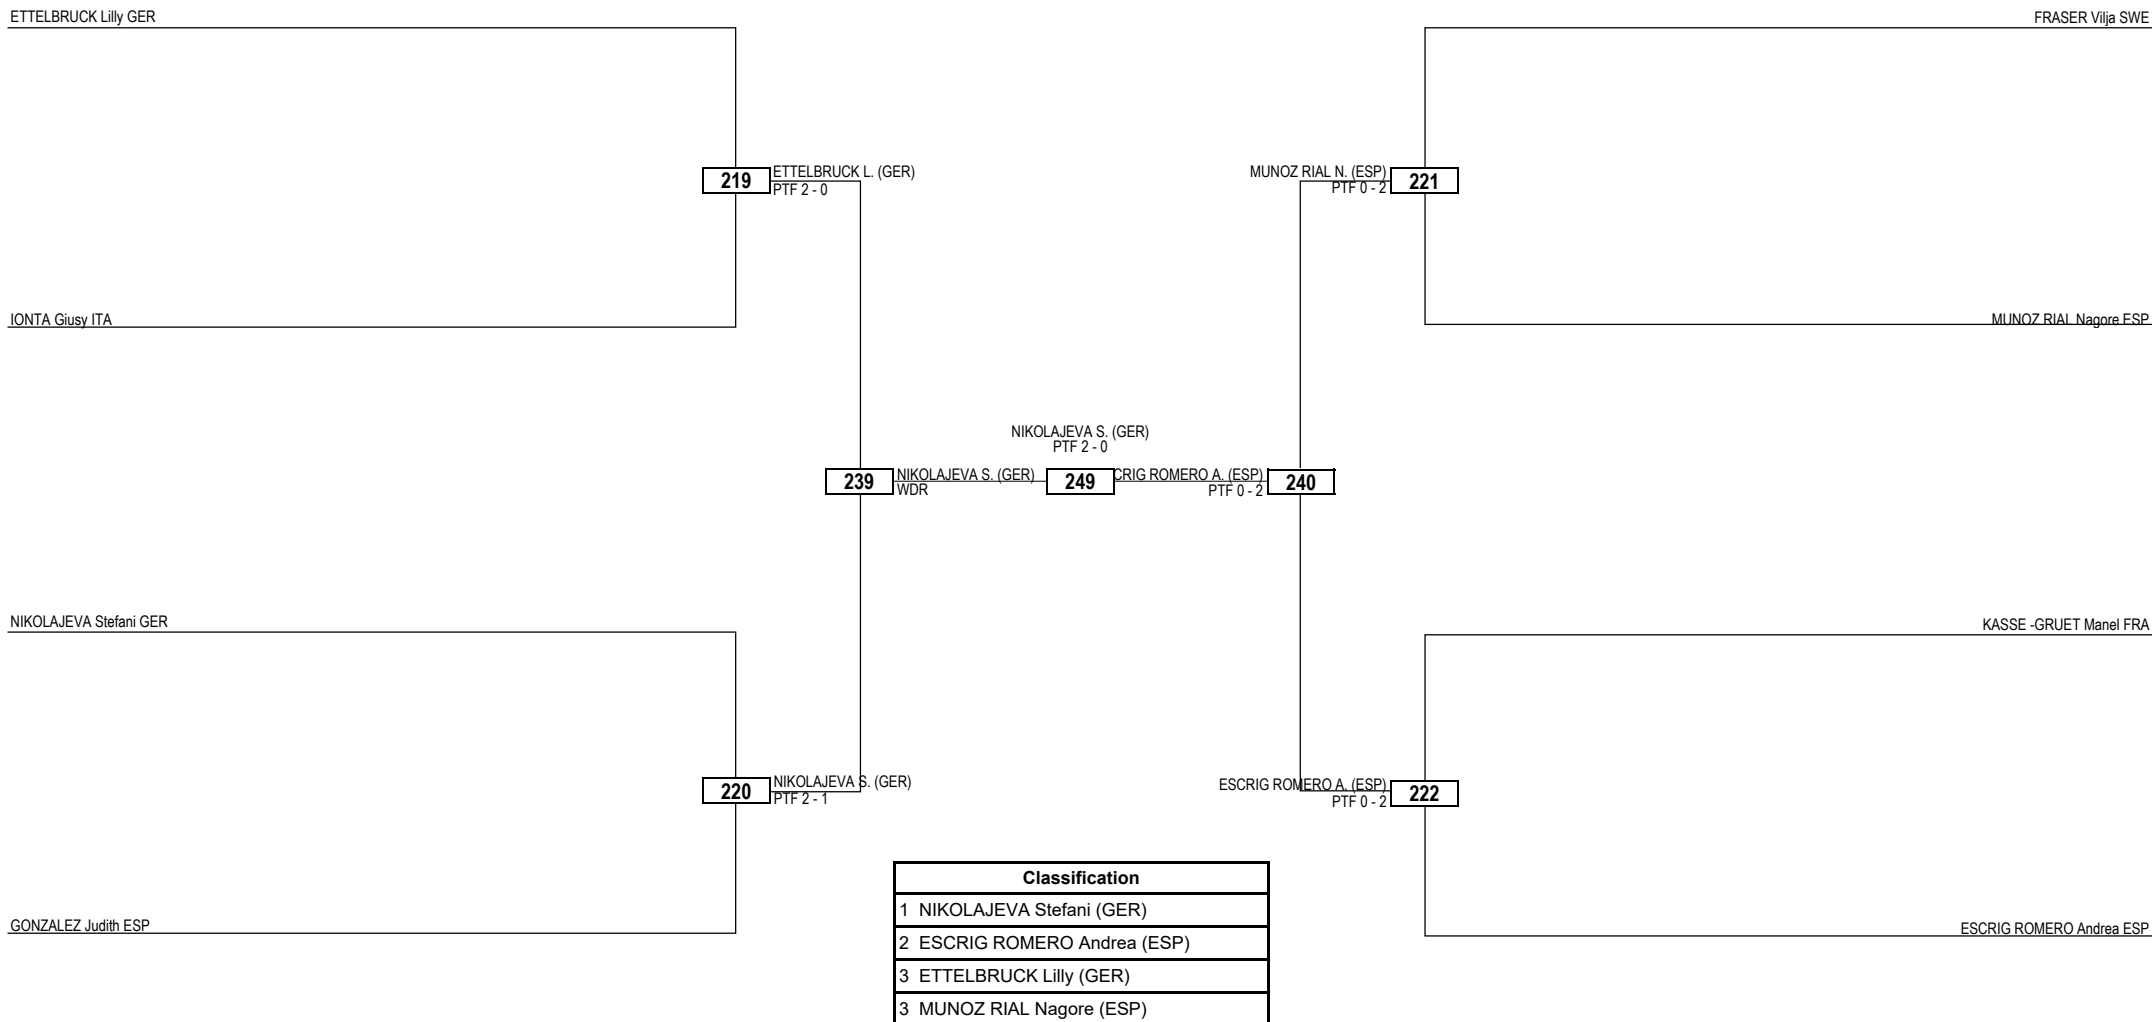 ETTELBRUCK Lilly GER
FRASER Vilja SWE
219
ETTELBRUCK L. (GER)
PTF 2 - 0
MUNOZ RIAL N. (ESP)
PTF 0 - 2
221
IONTA Giusy ITA
MUNOZ RIAL Nagore ESP
NIKOLAJEVA S. (GER)
PTF 2 - 0
239
NIKOLAJEVA S. (GER)
WDR
249
CRIG ROMERO A. (ESP)
PTF 0 - 2
240
NIKOLAJEVA Stefani GER
KASSE -GRUET Manel FRA
220
NIKOLAJEVA S. (GER)
PTF 2 - 1
ESCRIG ROMERO A. (ESP)
PTF 0 - 2
222
GONZALEZ Judith ESP
ESCRIG ROMERO Andrea ESP
Classification
1 NIKOLAJEVA Stefani (GER)
2 ESCRIG ROMERO Andrea (ESP)
3 ETTELBRUCK Lilly (GER)
3 MUNOZ RIAL Nagore (ESP)